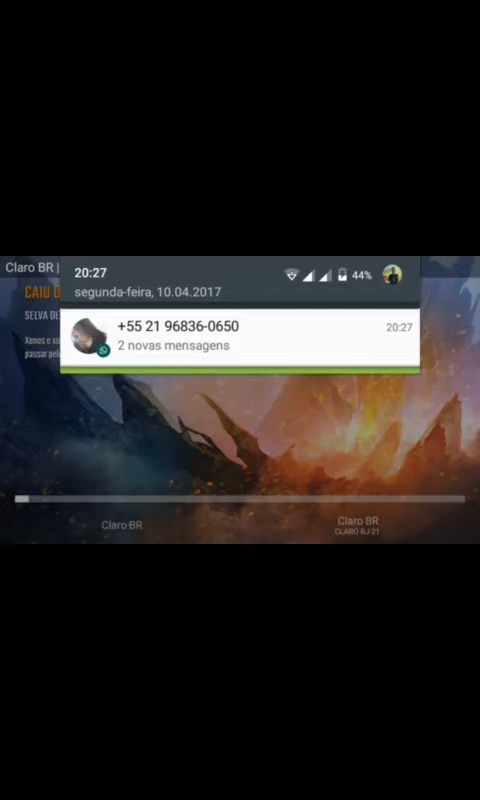 Claro BR |
20:27
44%
segunda-feira, 10.04.2017
CAIU D
SELVA DE
Xenos e so
passar pel
+55 21 96836-0650
20:27
2 novas mensagens
Claro BR
Claro BR
CLARO RJ 21